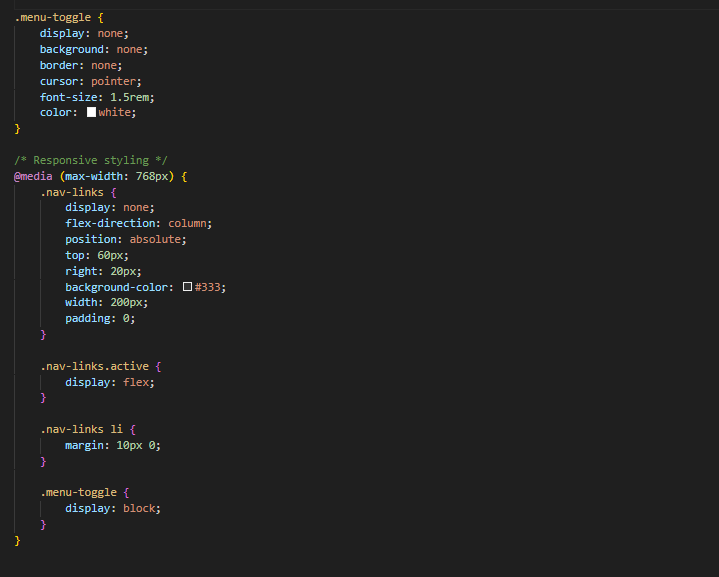 .menu-toggle {
display: none;
background: none;
border: none;
cursor: pointer;
font-size: 1.5rem;
color: white;
}
/* Responsive styling */
@media (max-width: 768px) {
.nav-links {
display: none;
flex-direction: column;
position: absolute;
top: 60px;
right: 20px;
background-color: #333;
width: 200px;
padding: 0;
}
.nav-links.active {
display: flex;
}
.nav-links li {
margin: 10px 0;
}
.menu-toggle {
display: block;
}
}